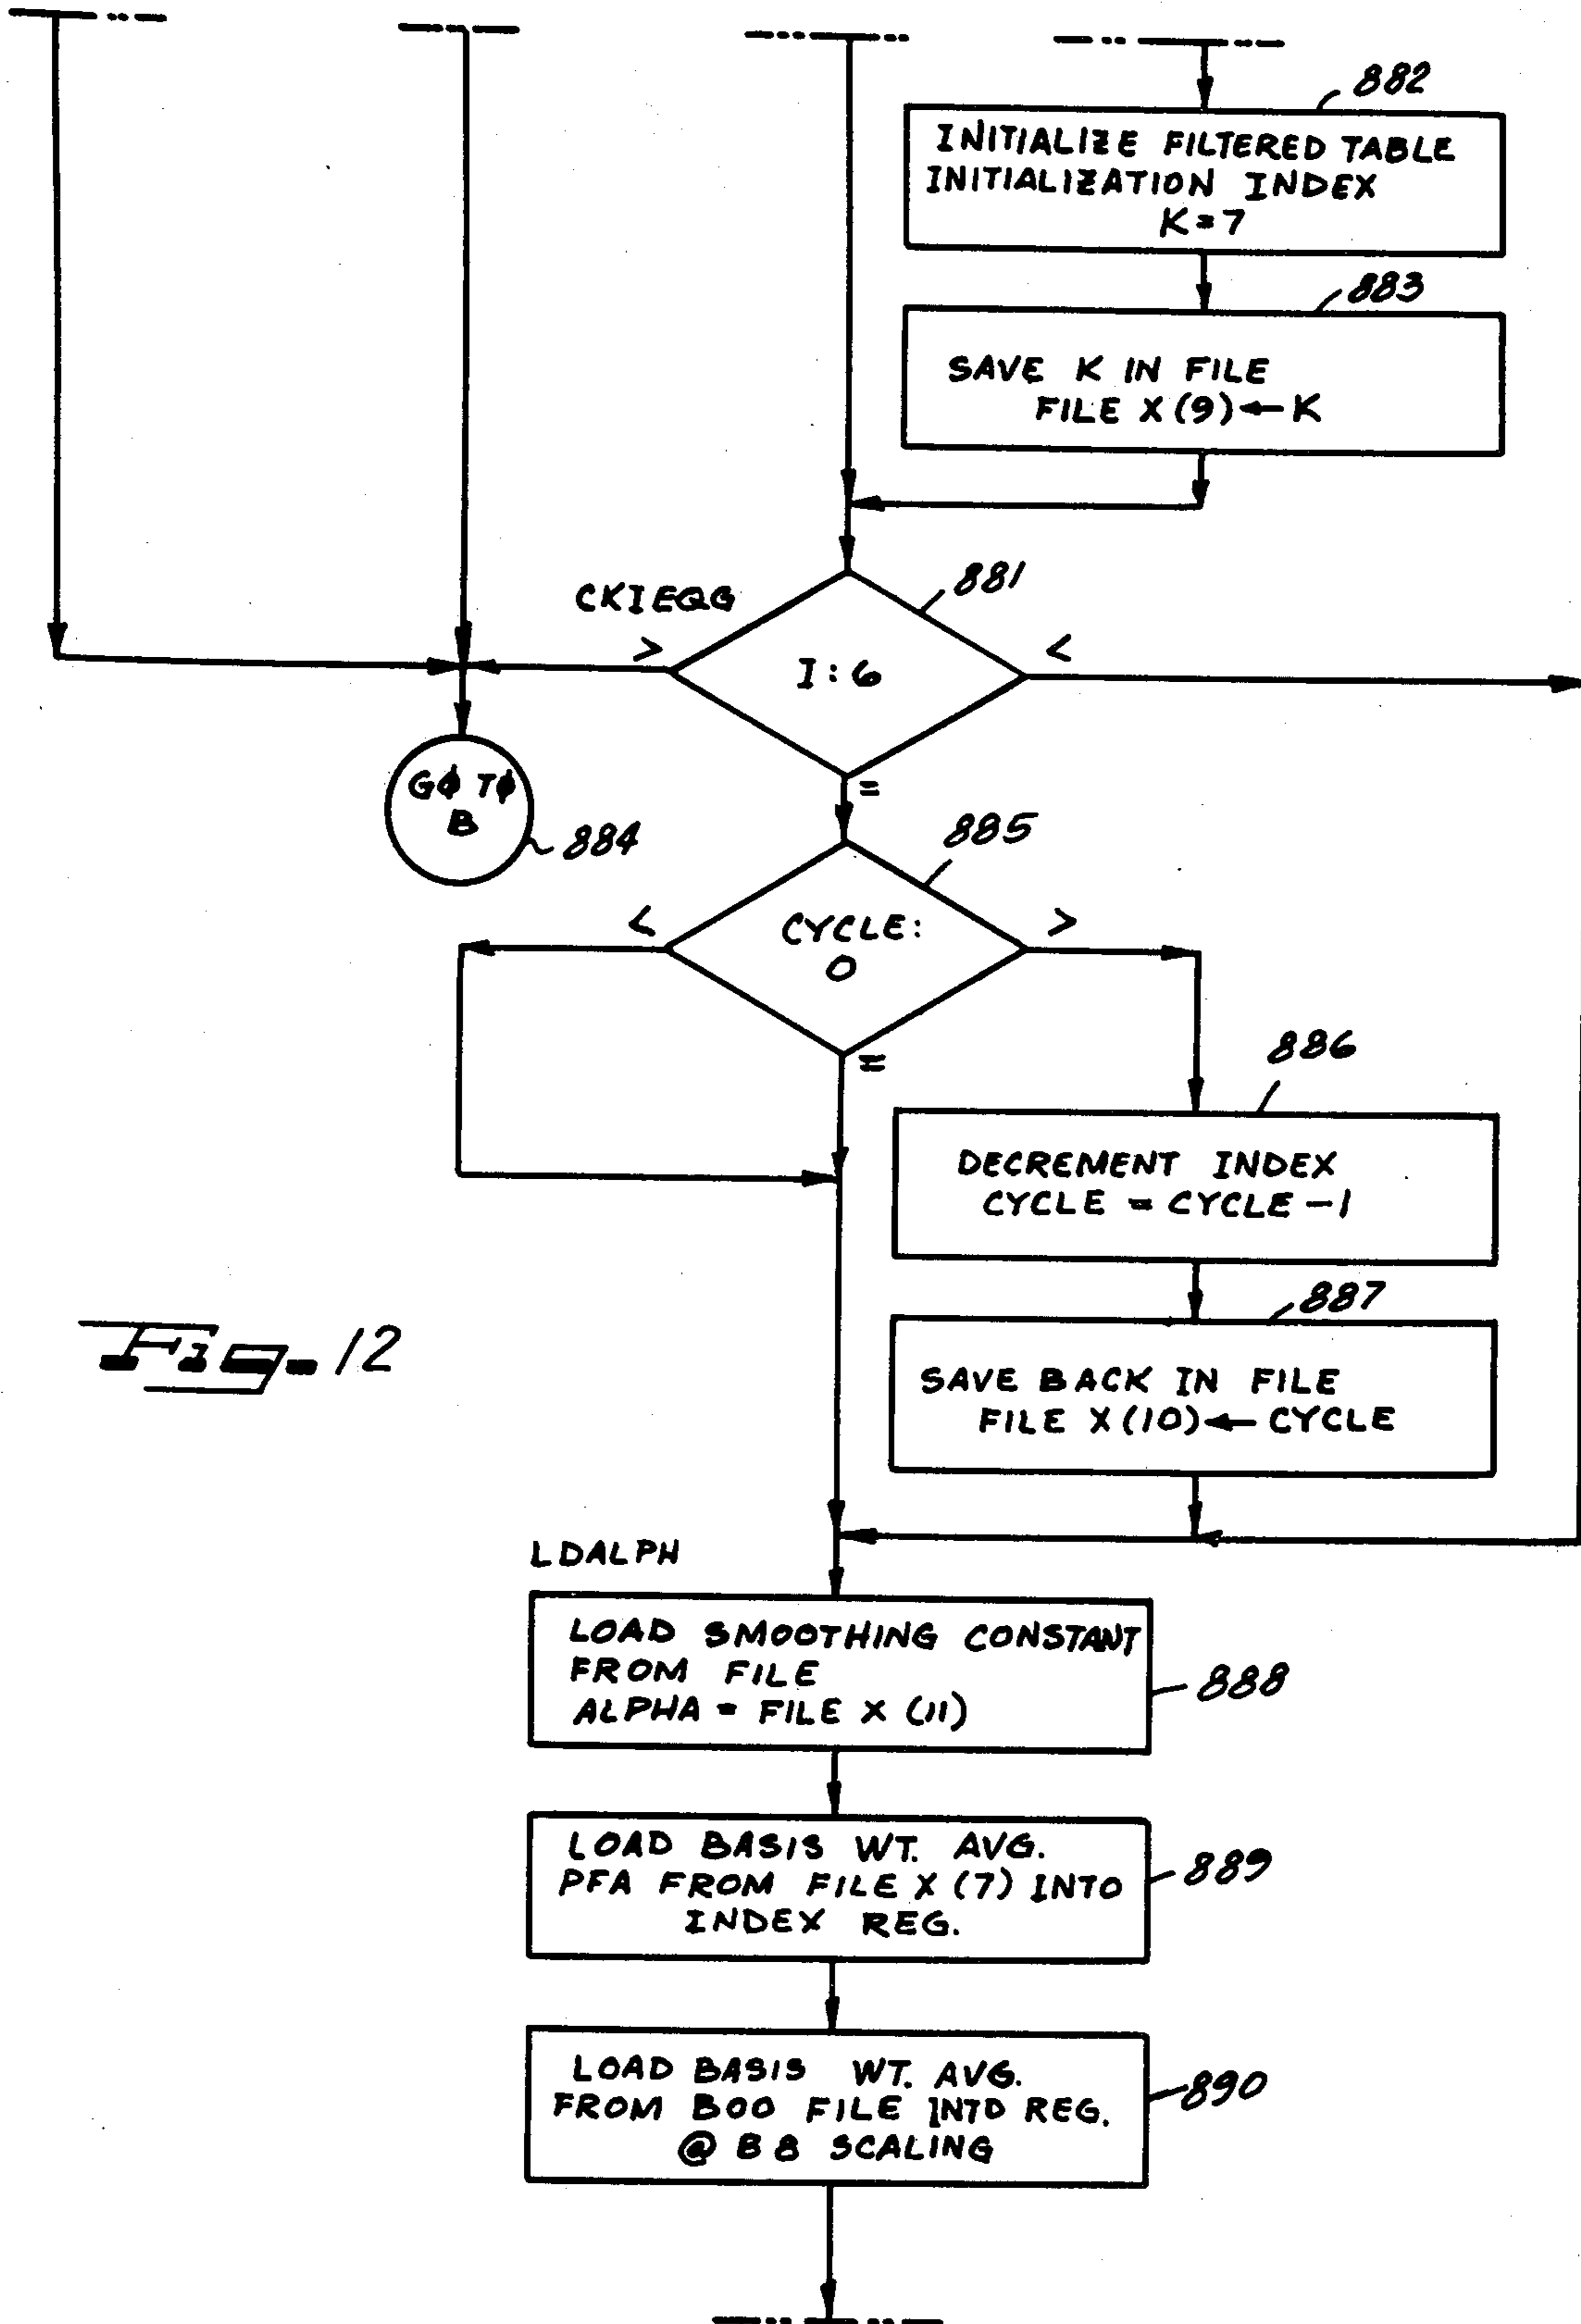 882
INITIALIZE FILTERED TABLE
INITIALIZATION INDEX
K=7
883
SAVE K IN FILE
FILE X (9)←K
CKIEQG
881
>
I:6
<
=
GØ TØ
B
884
885
<
CYCLE:
0
>
=
886
DECREMENT INDEX
CYCLE = CYCLE -1
887
SAVE BACK IN FILE
FILE X (10)← CYCLE
Fig-12
LDALPH
LOAD SMOOTHING CONSTANT
FROM FILE
ALPHA = FILE X (11)
888
LOAD BASIS WT. AVG.
PFA FROM FILE X (7) INTO
INDEX REG.
889
LOAD BASIS WT. AVG.
FROM B00 FILE INTO REG.
@ B8 SCALING
890